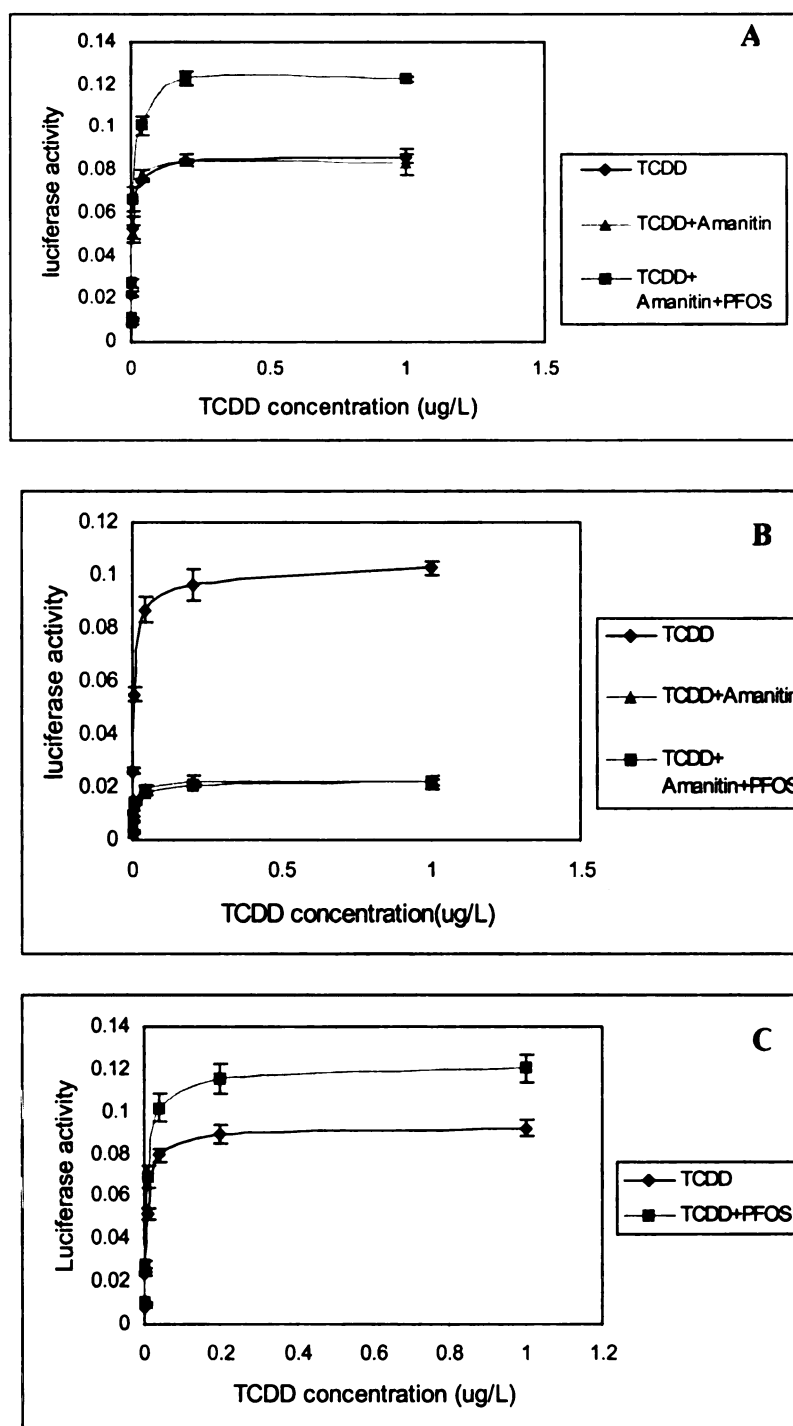 A
0.14
0.12
0.1
0.08
0.06
0.04
0.02
0
luciferase activity
0
0.5
1
1.5
TCDD concentration (ug/L)
TCDD
TCDD+Amanitin
TCDD+
Amanitin+PFOS
B
0.12
0.1
0.08
0.06
0.04
0.02
0
luciferase activity
0
0.5
1
1.5
TCDD concentration(ug/L)
TCDD
TCDD+Amanitin
TCDD+
Amanitin+PFOS
C
0.14
0.12
0.1
0.08
0.06
0.04
0.02
0
Luciferase activity
0
0.2
0.4
0.6
0.8
1
1.2
TCDD concentration (ug/L)
TCDD
TCDD+PFOS